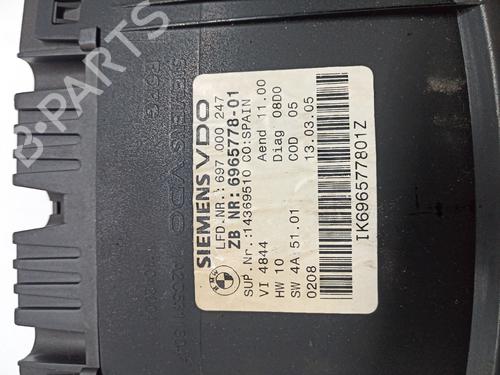 B-PARTS
SIEMENS VDO
LFD-NR.: 697 000 247
ZB NR: 6965778-01
SUP.Nr.:14369510 CO:SPAIN
VI 4844 Aend 11.00
HW 10 Diag 08D0
SW 4A 51.01 COD 05
0208 13.03.05
IK696577801Z